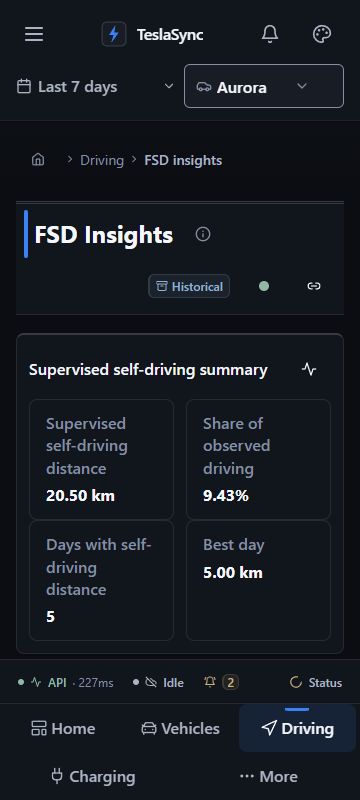 TeslaSync
Last 7 days
Aurora
Driving
FSD insights
FSD Insights
Historical
Supervised self-driving summary
Supervised
self-driving
distance
20.50 km
Share of
observed
driving
9.43%
Days with self-
driving
distance
5
Best day
5.00 km
API · 227ms
Idle
2
Status
Home
Vehicles
Driving
Charging
More